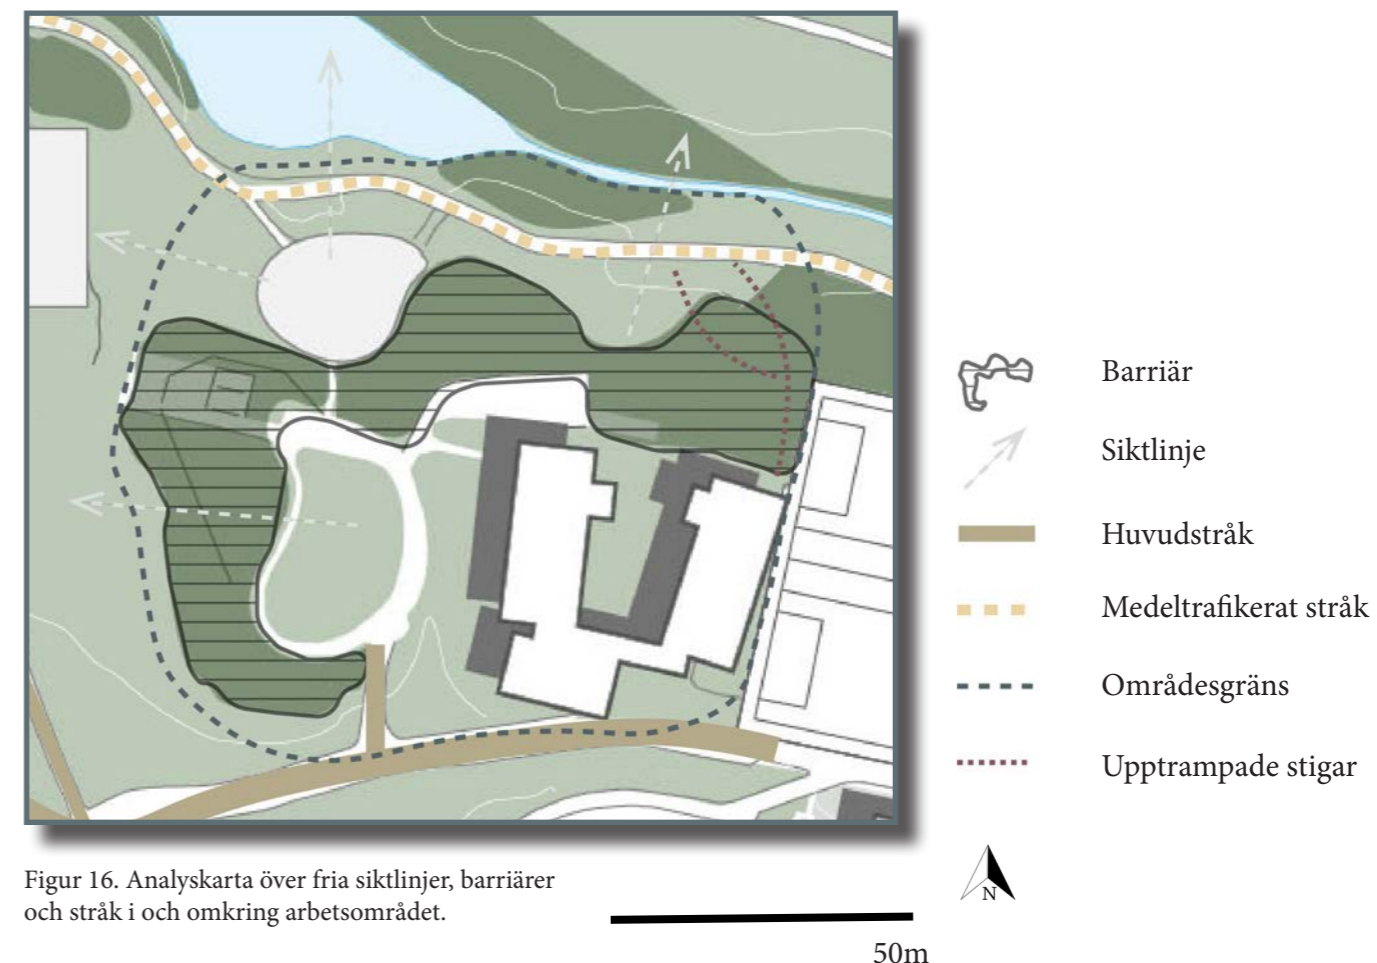 Barriär
Siktlinje
Huvudstråk
Medeltrafikerat stråk
Områdesgräns
Upptrampade stigar
N
Figur 16. Analyskarta över fria siktlinjer, barriärer
och stråk i och omkring arbetsområdet.
50m